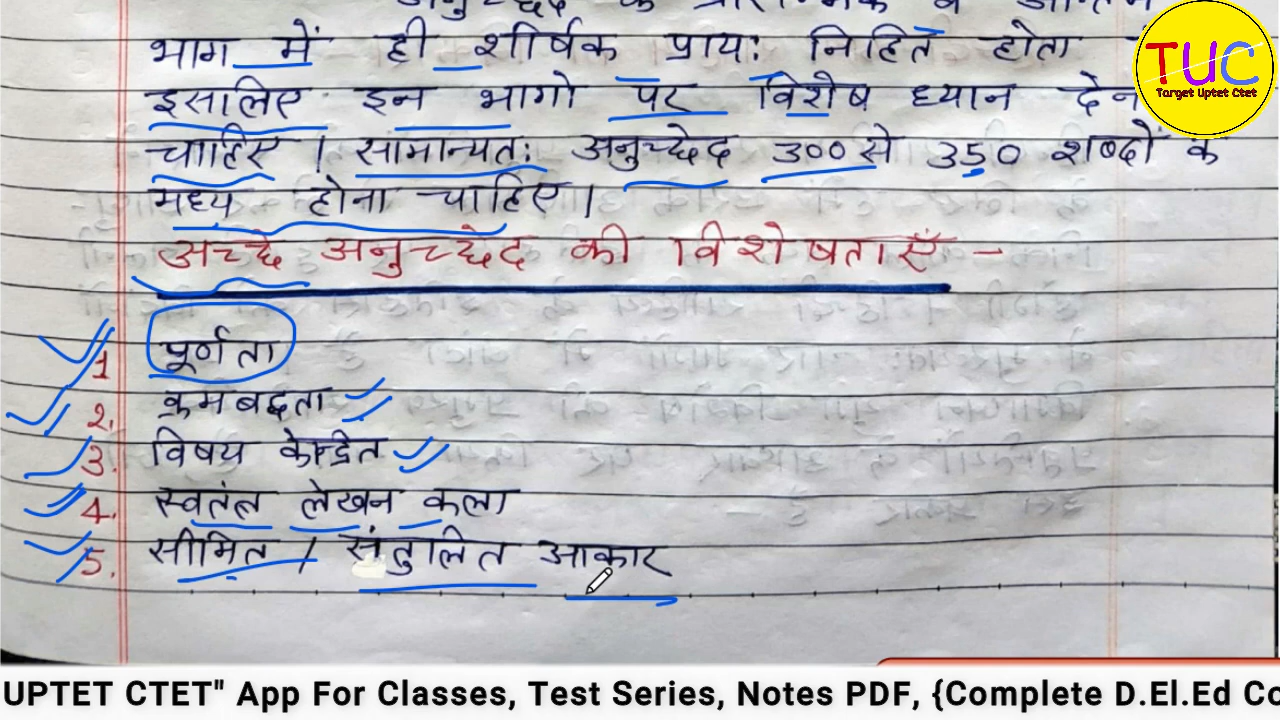 भाग में ही शीर्षक प्रायः निहित होता
इसलिए इन भागो पर विशेष ध्यान देन
चाहिए । सामान्यतः अनुच्छेद ३०० से ३५० शब्दों क
मध्य होना चाहिए।
अच्छे अनुच्छेद की विशेषताएँ -
1 पूर्णता
2. क्रमबद्धता
3. विषय केन्द्रित
4. स्वतंत लेखन कला
5. सीमित / संतुलित आकार
TUC
Target Uptet Ctet
UPTET CTET" App For Classes, Test Series, Notes PDF, {Complete D.El.Ed Co